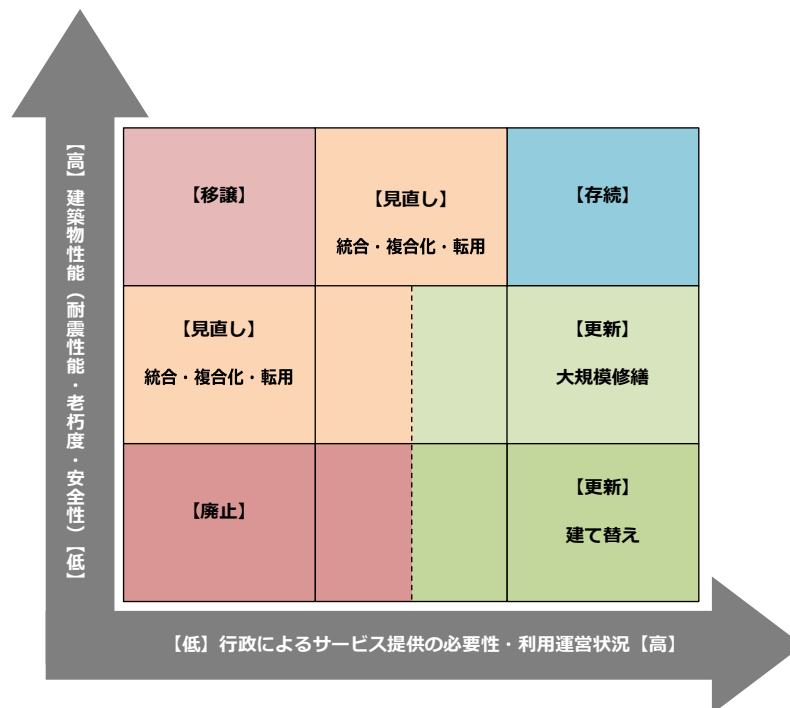 【高】建築物性能（耐震性能・老朽度・安全性）【低】
【移譲】
【見直し】
統合・複合化・転用
【存続】
【見直し】
統合・複合化・転用
【更新】
大規模修繕
【廃止】
【更新】
建て替え
【低】行政によるサービス提供の必要性・利用運営状況【高】